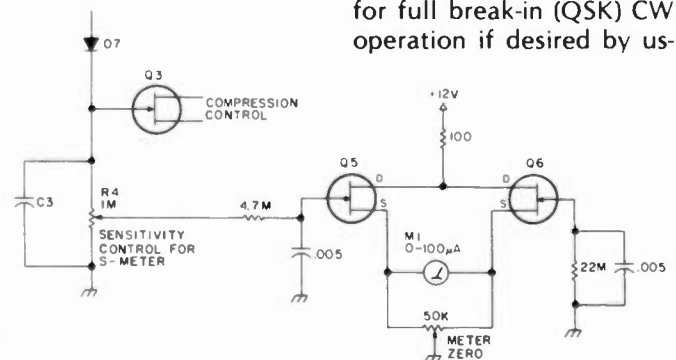 for full break-in (QSK) CW
operation if desired by us-
D7
Q3
COMPRESSION
CONTROL
+12V
100
Q5
D
S
Q6
D
S
C3
R4
1M
SENSITIVITY
CONTROL FOR
S-METER
4.7M
.005
M1
0-100µA
22M
.005
50K
METER
ZERO